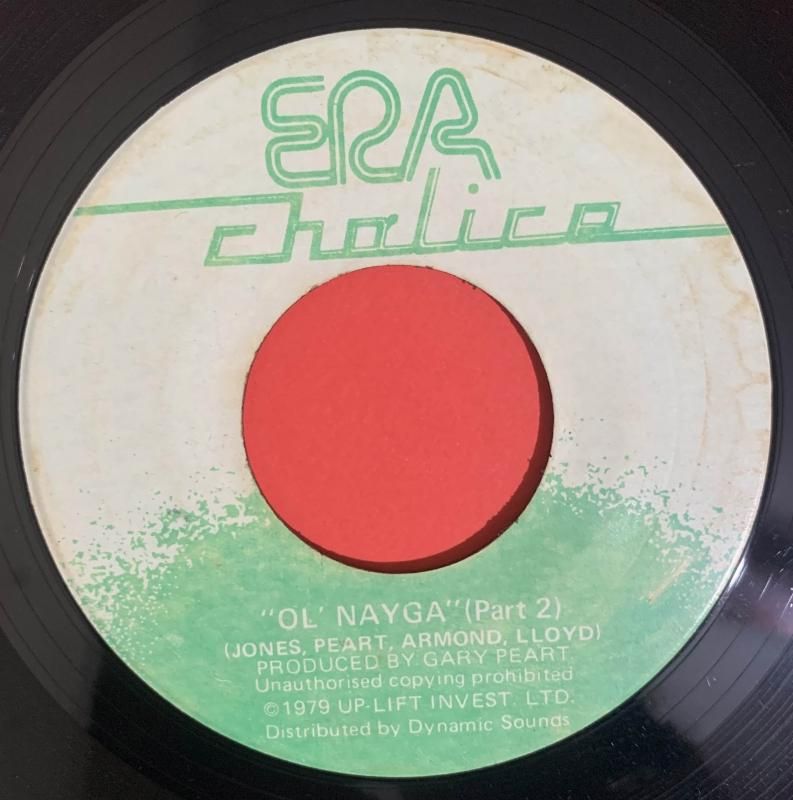 ERA
chalice
"OL' NAYGA" (Part 2)
(JONES, PEART, ARMOND, LLOYD)
PRODUCED BY GARY PEART.
Unauthorised copying prohibited
©1979 UP-LIFT INVEST. LTD.
Distributed by Dynamic Sounds